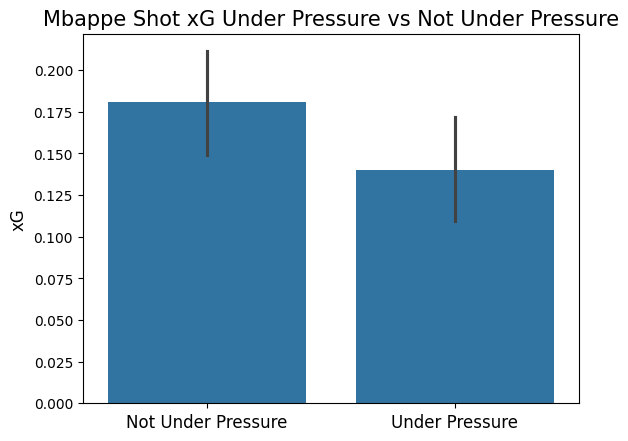 Mbappe Shot xG Under Pressure vs Not Under Pressure
0.200
0.175
0.150
0.125
0.100
0.075
0.050
0.025
0.000
xG
Not Under Pressure
Under Pressure